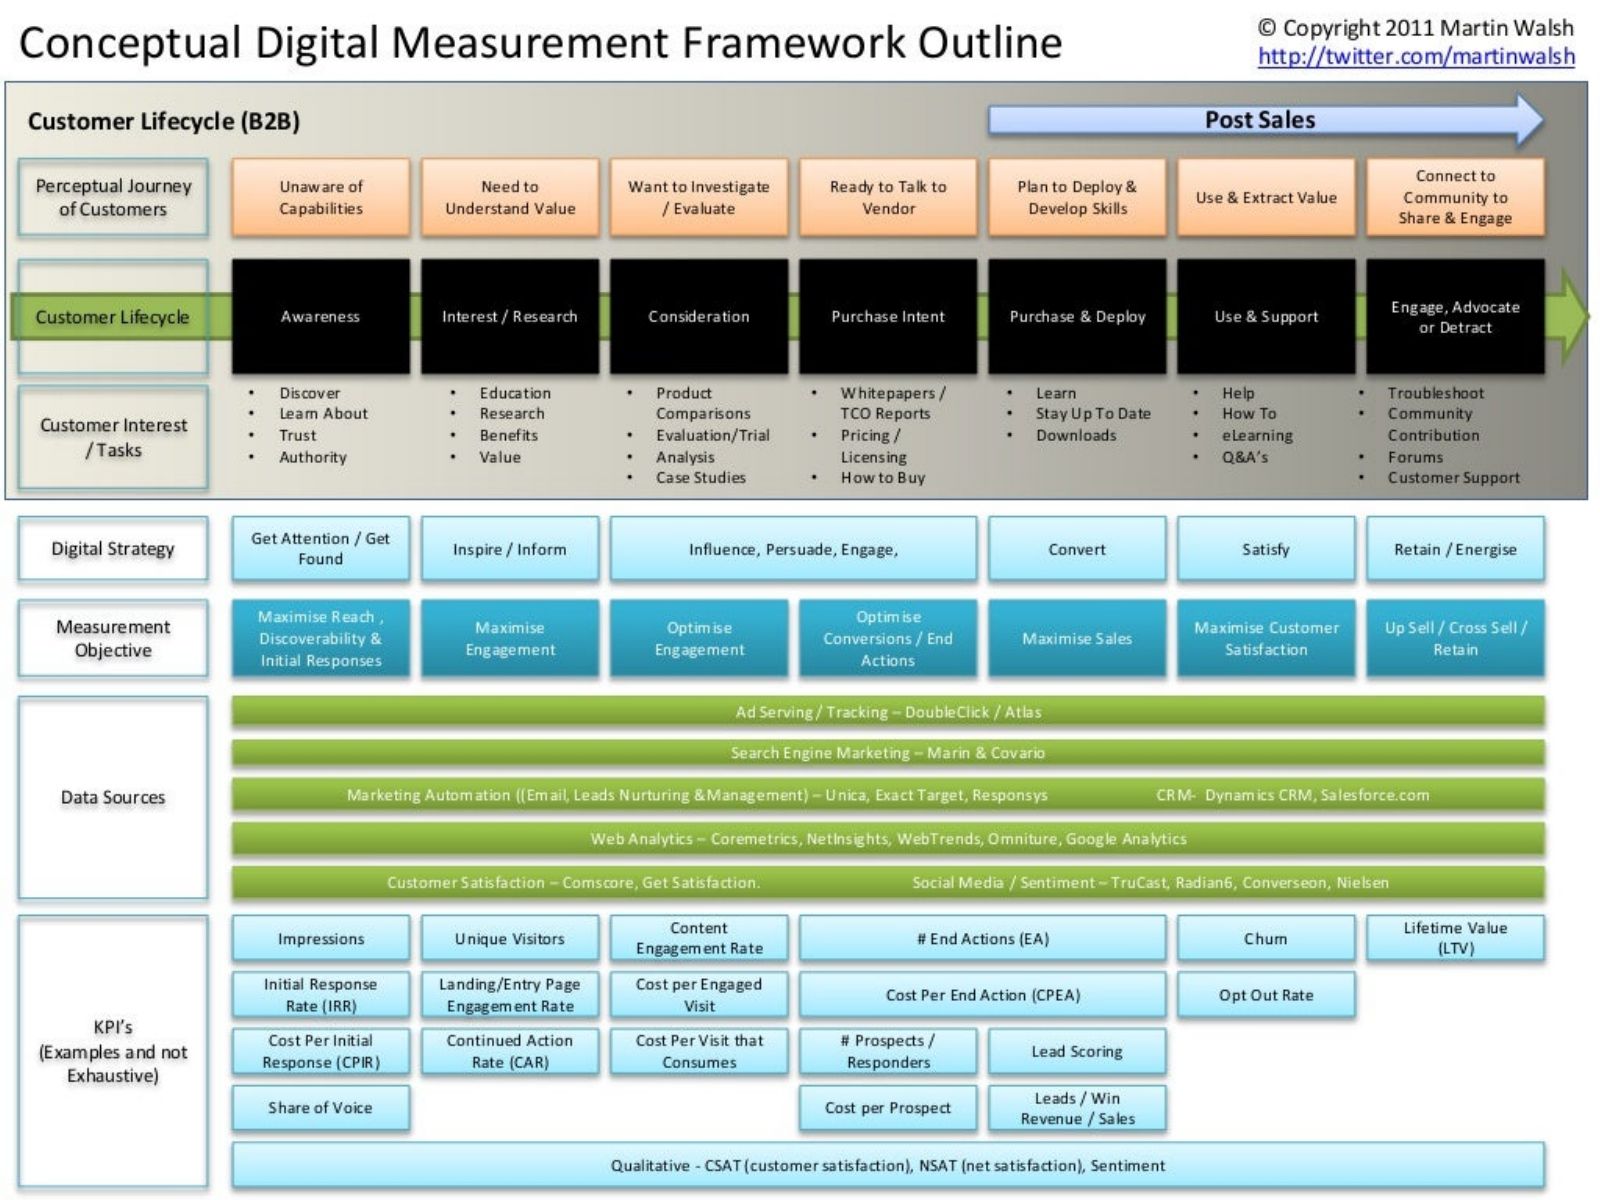 Conceptual Digital Measurement Framework Outline
© Copyright 2011 Martin Walsh
http://twitter.com/martinwalsh
Customer Lifecycle (B2B)
Post Sales
Perceptual Journey
of Customers
Unaware of
Capabilities
Need to
Understand Value
Want to Investigate
/ Evaluate
Ready to Talk to
Vendor
Plan to Deploy &
Develop Skills
Use & Extract Value
Connect to
Community to
Share & Engage
Customer Lifecycle
Awareness
Interest / Research
Consideration
Purchase Intent
Purchase & Deploy
Use & Support
Engage, Advocate
or Detract
Customer Interest
/ Tasks
• Discover
• Learn About
• Trust
• Authority
• Education
• Research
• Benefits
• Value
• Product
Comparisons
• Evaluation/Trial
• Analysis
• Case Studies
• Whitepapers /
TCO Reports
• Pricing /
Licensing
• How to Buy
• Learn
• Stay Up To Date
• Downloads
• Help
• How To
• eLearning
• Q&A's
• Troubleshoot
• Community
Contribution
• Forums
• Customer Support
Digital Strategy
Get Attention / Get
Found
Inspire / Inform
Influence, Persuade, Engage,
Convert
Satisfy
Retain / Energise
Measurement
Objective
Maximise Reach ,
Discoverability &
Initial Responses
Maximise
Engagement
Optimise
Engagement
Optimise
Conversions / End
Actions
Maximise Sales
Maximise Customer
Satisfaction
Up Sell / Cross Sell /
Retain
Data Sources
Ad Serving / Tracking – DoubleClick / Atlas
Search Engine Marketing – Marin & Covario
Marketing Automation ((Email, Leads Nurturing &Management) – Unica, Exact Target, Responsys CRM- Dynamics CRM, Salesforce.com
Web Analytics – Coremetrics, NetInsights, WebTrends, Omniture, Google Analytics
Customer Satisfaction – Comscore, Get Satisfaction. Social Media / Sentiment – TruCast, Radian6, Converseon, Nielsen
KPI's
(Examples and not
Exhaustive)
Impressions
Unique Visitors
Content
Engagement Rate
# End Actions (EA)
Churn
Lifetime Value
(LTV)
Initial Response
Rate (IRR)
Landing/Entry Page
Engagement Rate
Cost per Engaged
Visit
Cost Per End Action (CPEA)
Opt Out Rate
Cost Per Initial
Response (CPIR)
Continued Action
Rate (CAR)
Cost Per Visit that
Consumes
# Prospects /
Responders
Lead Scoring
Share of Voice
Cost per Prospect
Leads / Win
Revenue / Sales
Qualitative - CSAT (customer satisfaction), NSAT (net satisfaction), Sentiment